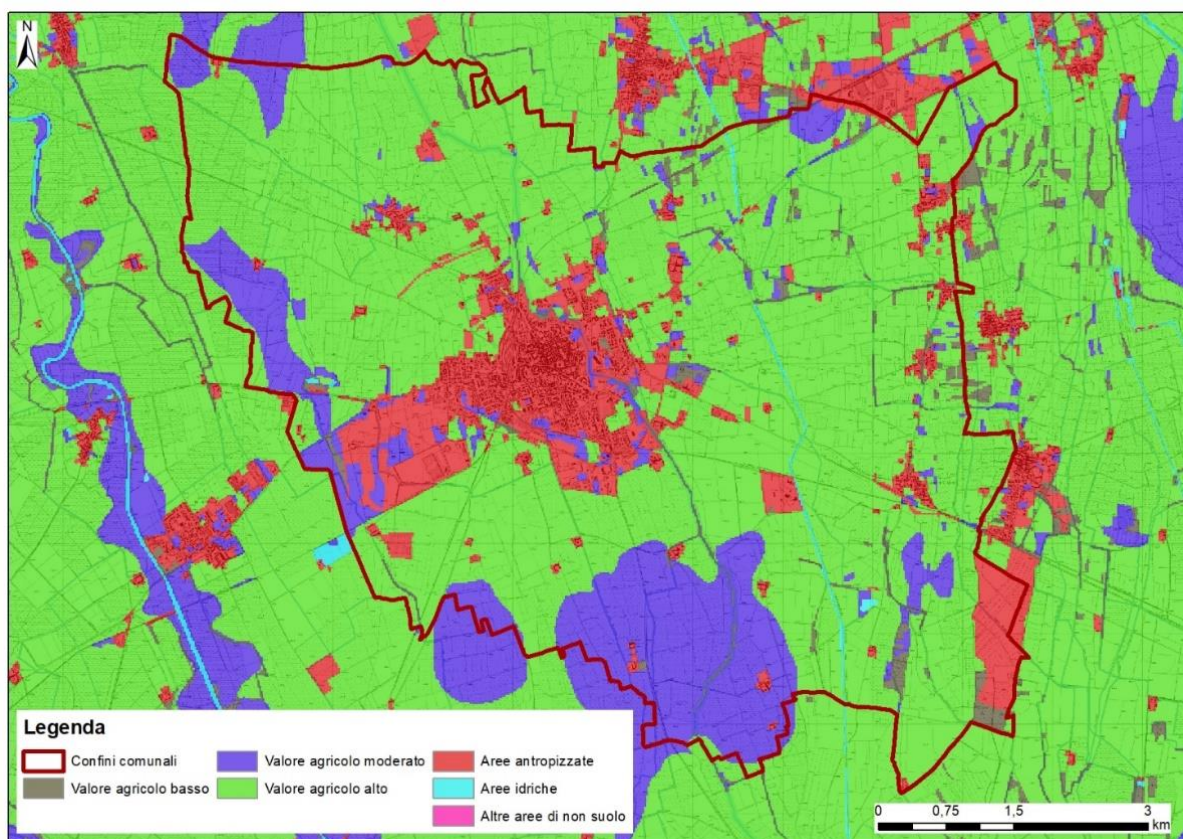 N
Legenda
Confini comunali
Valore agricolo moderato
Aree antropizzate
Valore agricolo basso
Valore agricolo alto
Aree idriche
Altre aree di non suolo
0 0,75 1,5 3
km